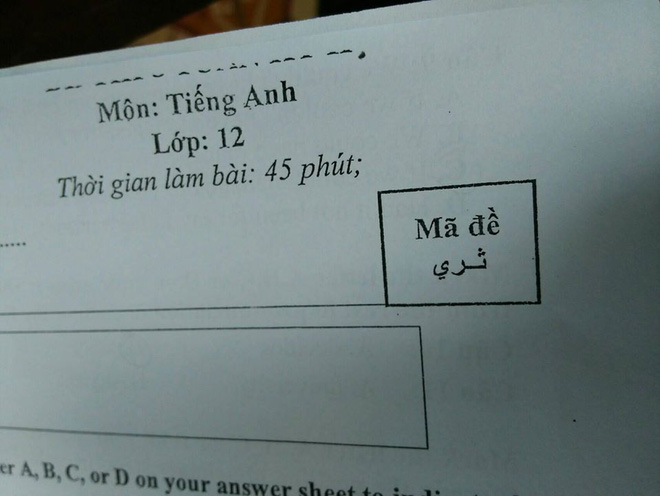 Môn: Tiếng Anh
Lớp: 12
Thời gian làm bài: 45 phút;
.....
Mã đề
ثري
er A, B, C, or D on your answer sheet to